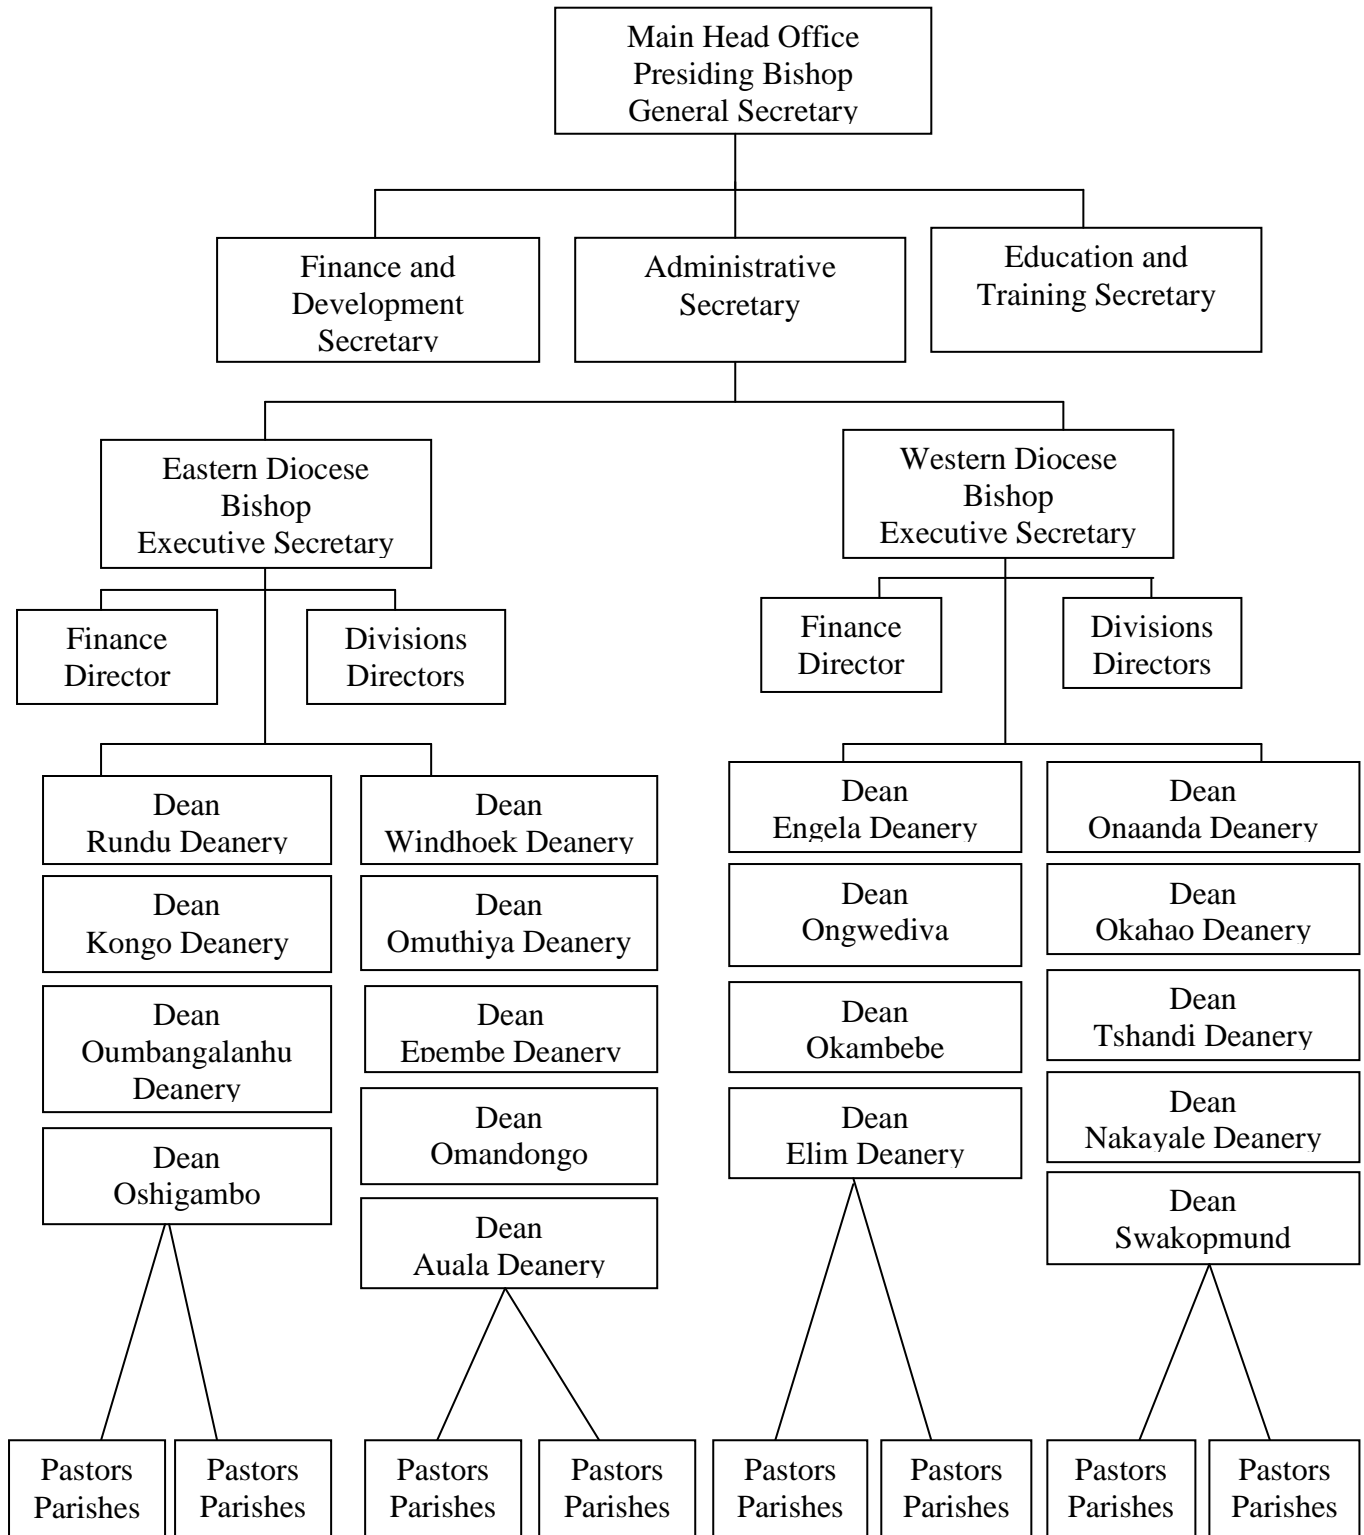 Main Head Office
Presiding Bishop
General Secretary
Finance and
Development
Secretary
Administrative
Secretary
Education and
Training Secretary
Eastern Diocese
Bishop
Executive Secretary
Western Diocese
Bishop
Executive Secretary
Finance
Director
Divisions
Directors
Finance
Director
Divisions
Directors
Dean
Rundu Deanery
Dean
Windhoek Deanery
Dean
Engela Deanery
Dean
Onaanda Deanery
Dean
Kongo Deanery
Dean
Omuthiya Deanery
Dean
Ongwediva
Dean
Okahao Deanery
Dean
Oumbangalanhu
Deanery
Dean
Epembe Deanery
Dean
Okambebe
Dean
Tshandi Deanery
Dean
Oshigambo
Dean
Omandongo
Dean
Elim Deanery
Dean
Nakayale Deanery
Dean
Auala Deanery
Dean
Swakopmund
Pastors
Parishes
Pastors
Parishes
Pastors
Parishes
Pastors
Parishes
Pastors
Parishes
Pastors
Parishes
Pastors
Parishes
Pastors
Parishes